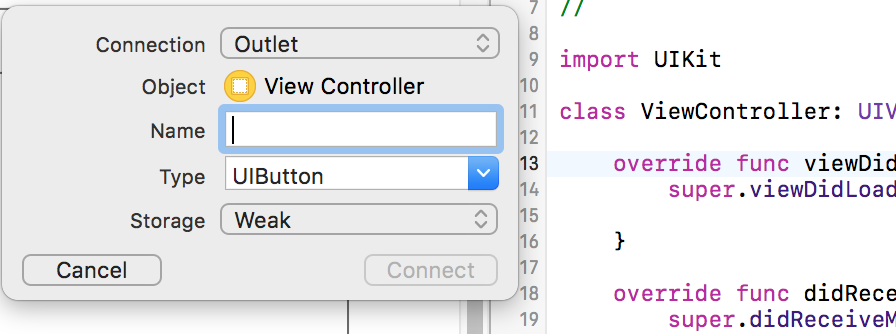 Connection Outlet
Object View Controller
Name
Type UIButton
Storage Weak
Cancel Connect
7 //
8
9 import UIKit
10
11 class ViewController: UIV
12
13 override func viewDid
14 super.viewDidLoad
15
16 }
17
18 override func didRece
19 super.didReceiveM